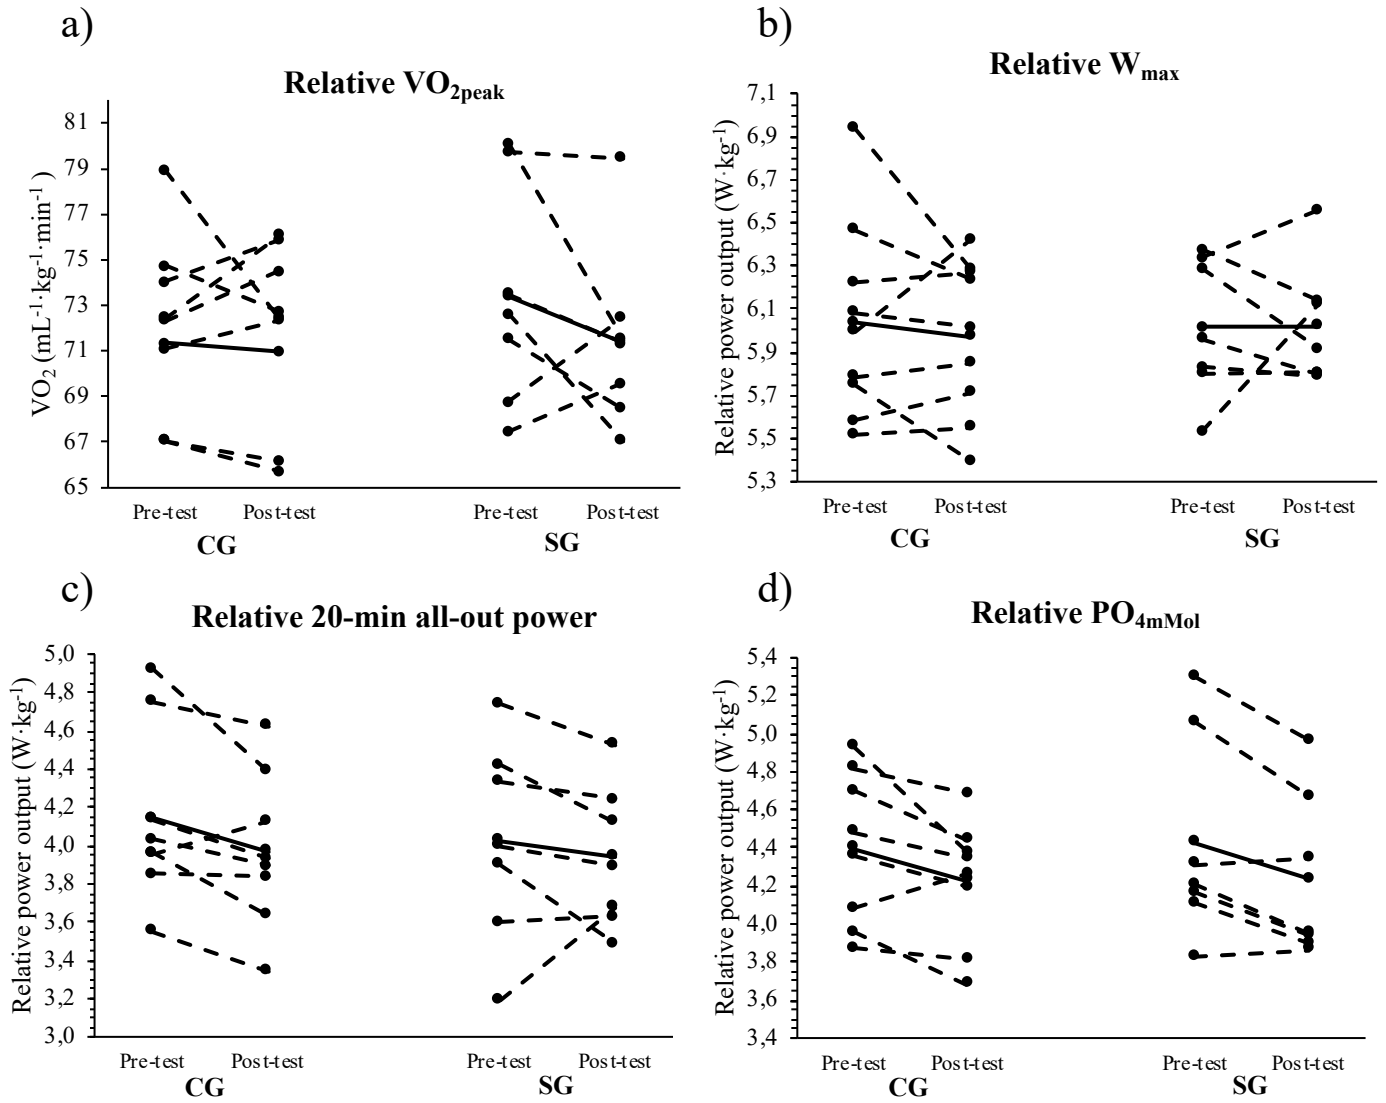 a)
Relative VO2peak
VO2 (mL-1·kg-1·min-1 )
81
79
77
75
73
71
69
67
65
Pre-test Post-test Pre-test Post-test
CG SG
b)
Relative Wmax
Relative power output (W·kg-1)
7,1
6,9
6,7
6,5
6,3
6,1
5,9
5,7
5,5
5,3
Pre-test Post-test Pre-test Post-test
CG SG
c)
Relative 20-min all-out power
Relative power output (W·kg-1)
5,0
4,8
4,6
4,4
4,2
4,0
3,8
3,6
3,4
3,2
3,0
Pre-test Post-test Pre-test Post-test
CG SG
d)
Relative PO4mMol
Relative power output (W·kg-1)
5,4
5,2
5,0
4,8
4,6
4,4
4,2
4,0
3,8
3,6
3,4
Pre-test Post-test Pre-test Post-test
CG SG